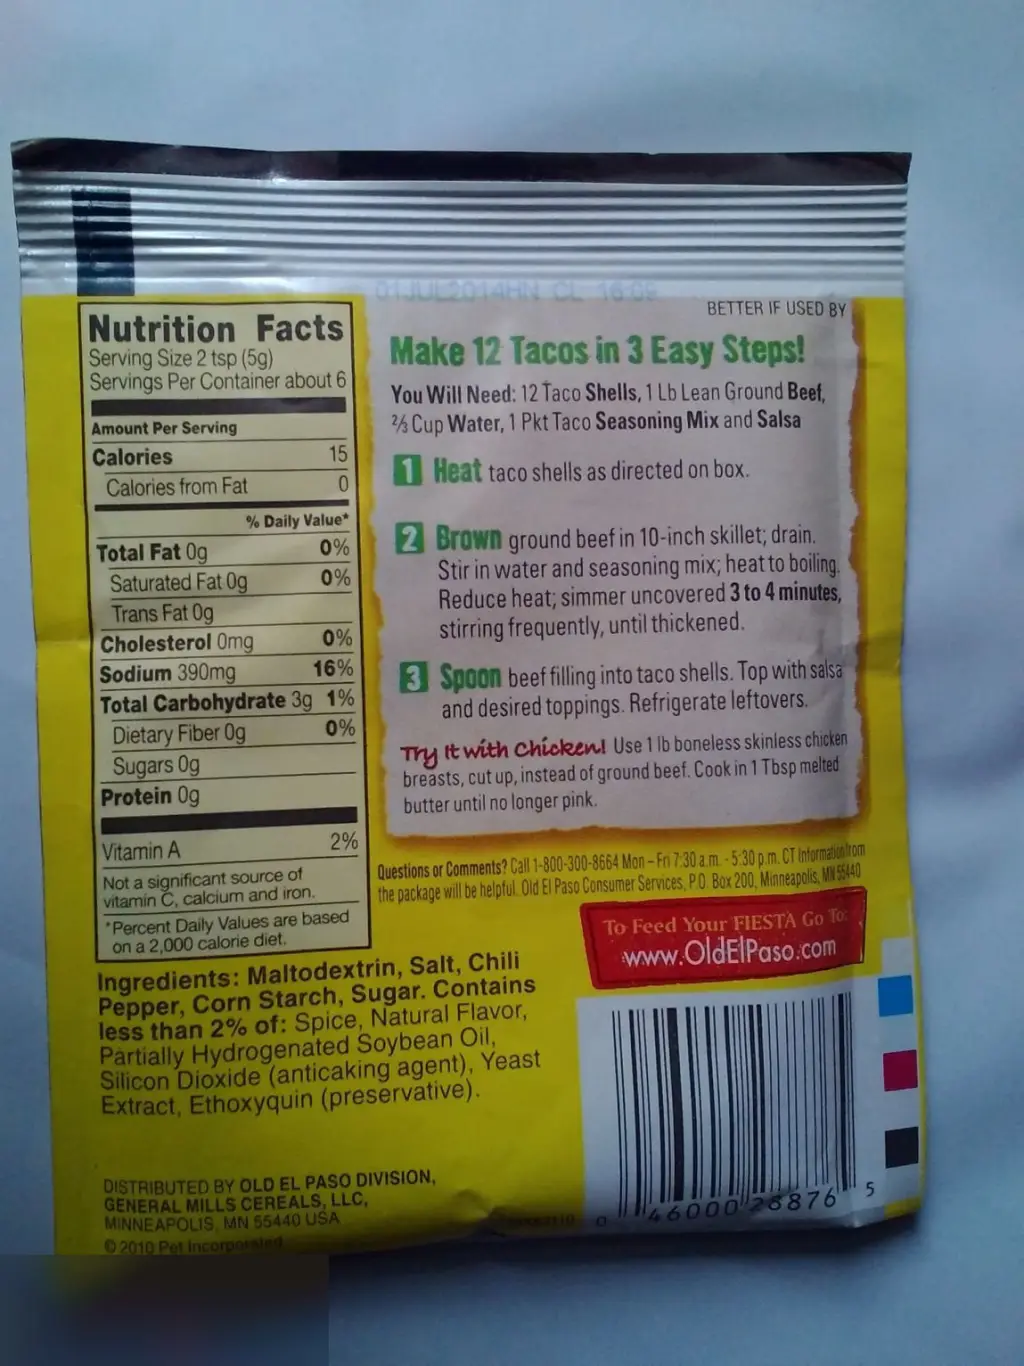 01JUL2014HN CL 16:09
BETTER IF USED BY
Nutrition Facts
Serving Size 2 tsp (5g)
Servings Per Container about 6
Amount Per Serving
Calories 15
Calories from Fat 0
% Daily Value*
Total Fat 0g 0%
Saturated Fat 0g 0%
Trans Fat 0g
Cholesterol 0mg 0%
Sodium 390mg 16%
Total Carbohydrate 3g 1%
Dietary Fiber 0g 0%
Sugars 0g
Protein 0g
Vitamin A 2%
Not a significant source of
vitamin C, calcium and iron.
*Percent Daily Values are based
on a 2,000 calorie diet.
Make 12 Tacos in 3 Easy Steps!
You Will Need: 12 Taco Shells, 1 Lb Lean Ground Beef,
⅔ Cup Water, 1 Pkt Taco Seasoning Mix and Salsa
1 Heat taco shells as directed on box.
2 Brown ground beef in 10-inch skillet; drain.
Stir in water and seasoning mix; heat to boiling.
Reduce heat; simmer uncovered 3 to 4 minutes,
stirring frequently, until thickened.
3 Spoon beef filling into taco shells. Top with salsa
and desired toppings. Refrigerate leftovers.
Try It with Chicken! Use 1 lb boneless skinless chicken
breasts, cut up, instead of ground beef. Cook in 1 Tbsp melted
butter until no longer pink.
Questions or Comments? Call 1-800-300-8664 Mon – Fri 7:30 a.m. - 5:30 p.m. CT Information from
the package will be helpful. Old El Paso Consumer Services, P.O. Box 200, Minneapolis, MN 55440
To Feed Your FIESTA Go To:
www.OldElPaso.com
Ingredients: Maltodextrin, Salt, Chili
Pepper, Corn Starch, Sugar. Contains
less than 2% of: Spice, Natural Flavor,
Partially Hydrogenated Soybean Oil,
Silicon Dioxide (anticaking agent), Yeast
Extract, Ethoxyquin (preservative).
DISTRIBUTED BY OLD EL PASO DIVISION,
GENERAL MILLS CEREALS, LLC,
MINNEAPOLIS, MN 55440 USA
© 2010 Pet Incorporated
0 46000 28876 5